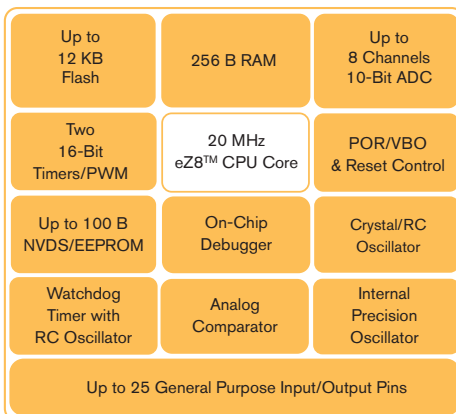 Up to
12 KB
Flash
256 B RAM
Up to
8 Channels
10-Bit ADC
Two
16-Bit
Timers/PWM
20 MHz
eZ8™ CPU Core
POR/VBO
& Reset Control
Up to 100 B
NVDS/EEPROM
On-Chip
Debugger
Crystal/RC
Oscillator
Watchdog
Timer with
RC Oscillator
Analog
Comparator
Internal
Precision
Oscillator
Up to 25 General Purpose Input/Output Pins